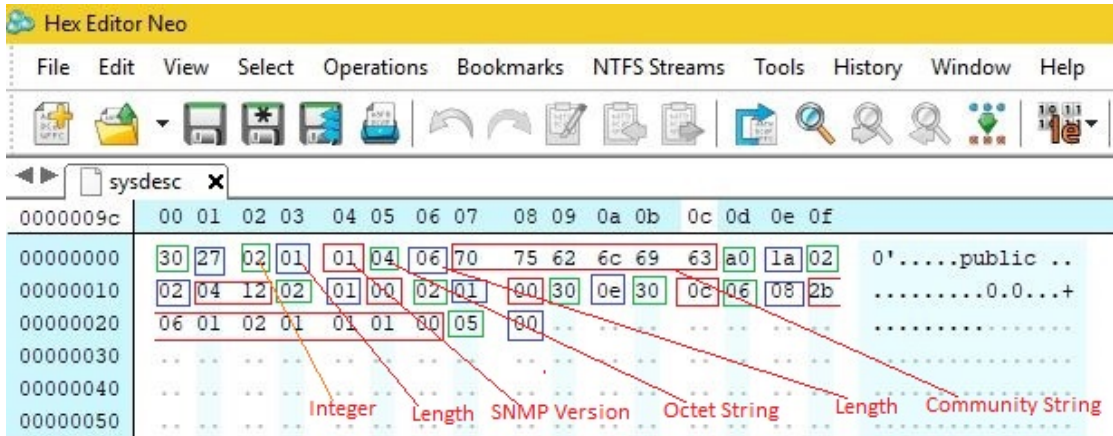 Hex Editor Neo
File Edit View Select Operations Bookmarks NTFS Streams Tools History Window Help
sysdesc
0000009c 00 01 02 03 04 05 06 07 08 09 0a 0b 0c 0d 0e 0f
00000000 30 27 02 01 01 04 06 70 75 62 6c 69 63 a0 1a 02 0'.....public ..
00000010 02 04 12 02 01 00 02 01 00 30 0e 30 0c 06 08 2b .........0.0...+
00000020 06 01 02 01 01 01 00 05 00 .. .. .. .. .. .. .. ................
00000030 .. .. .. .. .. .. .. .. .. .. .. .. .. .. .. .. ................
00000040 .. .. .. .. .. .. .. .. .. .. .. .. .. .. .. .. ................
00000050 .. .. .. .. .. .. .. .. .. .. .. .. .. .. .. .. ................
Integer Length SNMP Version Octet String Length Community String